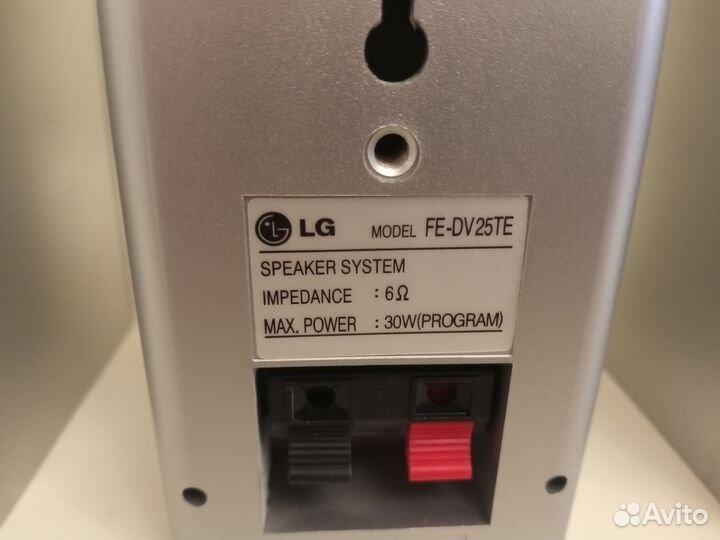 LG MODEL FE-DV25TE
SPEAKER SYSTEM
IMPEDANCE : 6Ω
MAX. POWER : 30W(PROGRAM)
Avito